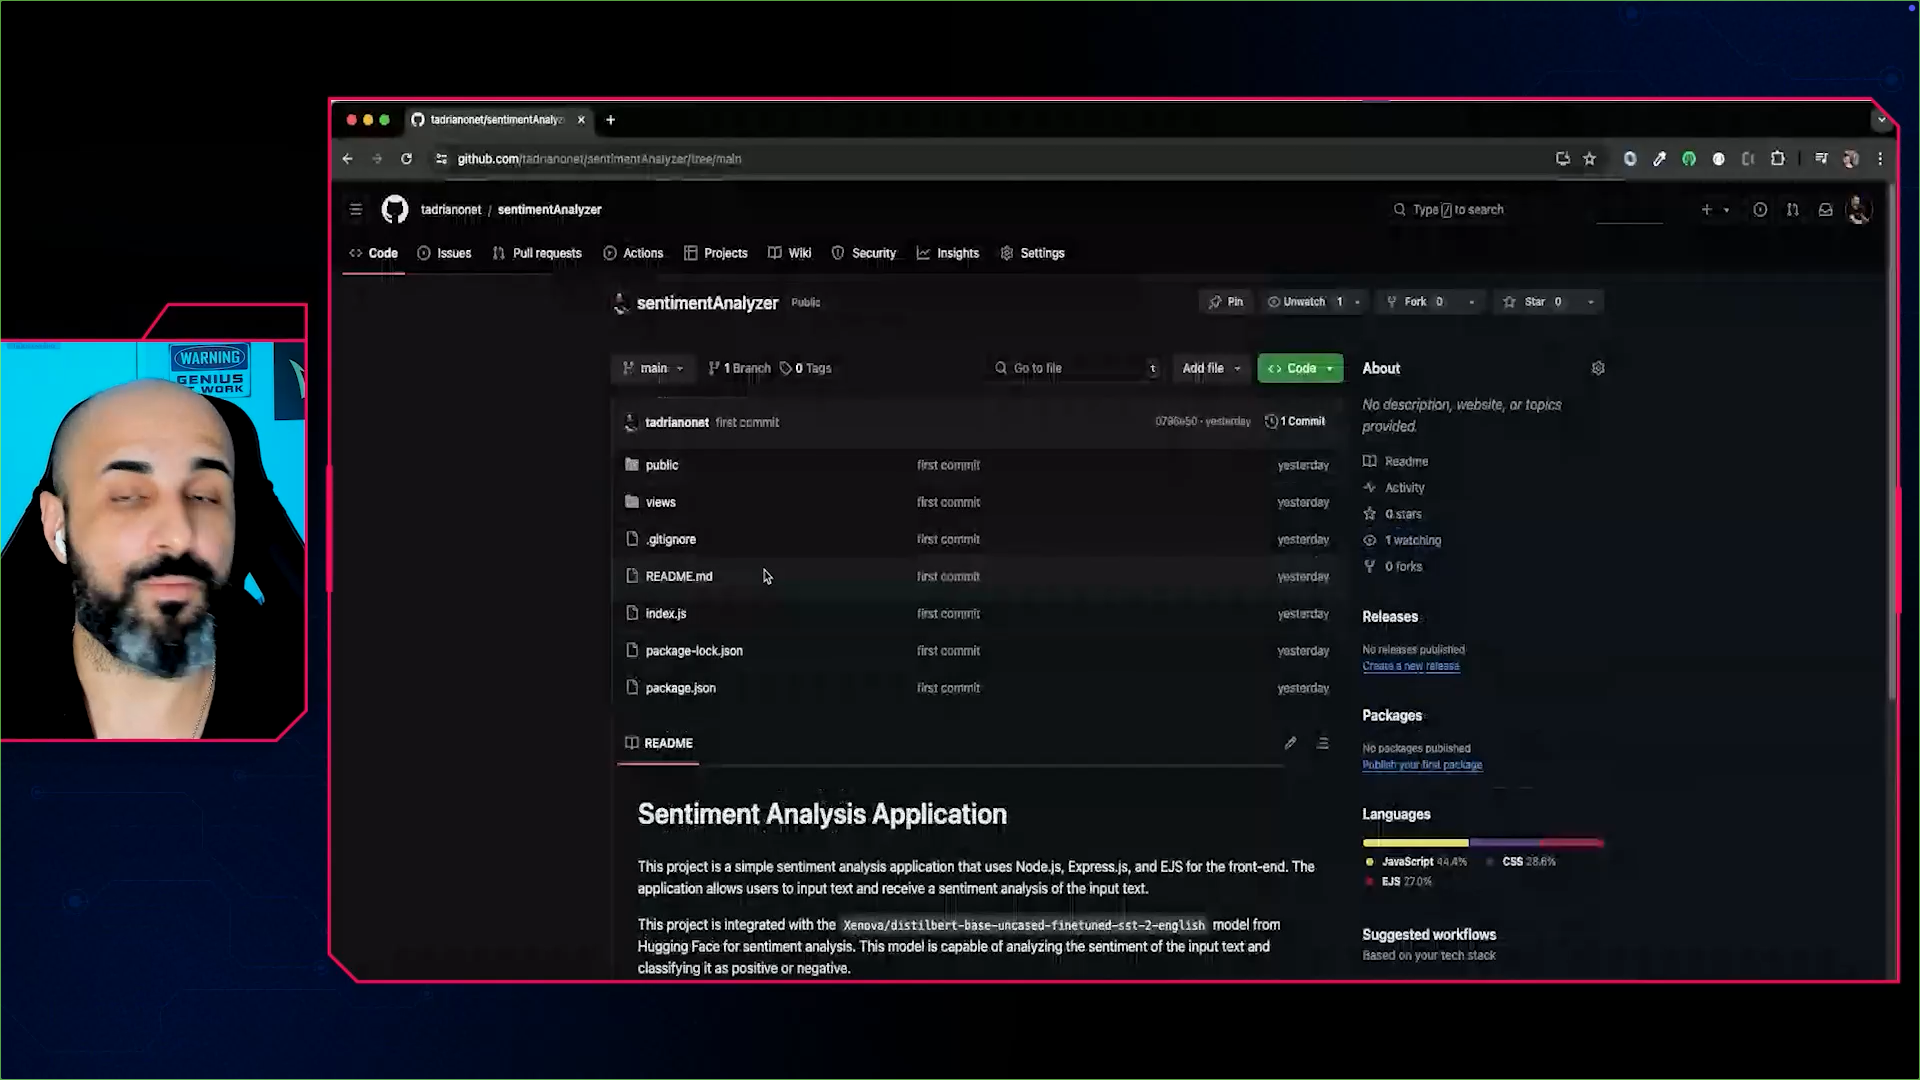 tadrianonet/sentimentAnaly
github.com/tadrianonet/sentimentAnalyzer/tree/main
tadrianonet / sentimentAnalyzer
Type / to search
Code
Issues
Pull requests
Actions
Projects
Wiki
Security
Insights
Settings
sentimentAnalyzer Public
Pin
Unwatch 1
Fork 0
Star 0
main
1 Branch
0 Tags
Go to file
t
Add file
Code
tadrianonet first commit
yesterday
1 Commit
public first commit yesterday
views first commit yesterday
.gitignore first commit yesterday
README.md first commit yesterday
index.js first commit yesterday
package-lock.json first commit yesterday
package.json first commit yesterday
README
Sentiment Analysis Application
This project is a simple sentiment analysis application that uses Node.js, Express.js, and EJS for the front-end. The
application allows users to input text and receive a sentiment analysis of the input text.
This project is integrated with the Xenova/distilbert-base-uncased-finetuned-sst-2-english model from
Hugging Face for sentiment analysis. This model is capable of analyzing the sentiment of the input text and
classifying it as positive or negative.
About
No description, website, or topics
provided.
Readme
Activity
0 stars
1 watching
0 forks
Releases
No releases published
Create a new release
Packages
No packages published
Publish your first package
Languages
JavaScript 44.4%
CSS 28.6%
EJS 27.0%
Suggested workflows
Based on your tech stack
WARNING
GENIUS
T WORK